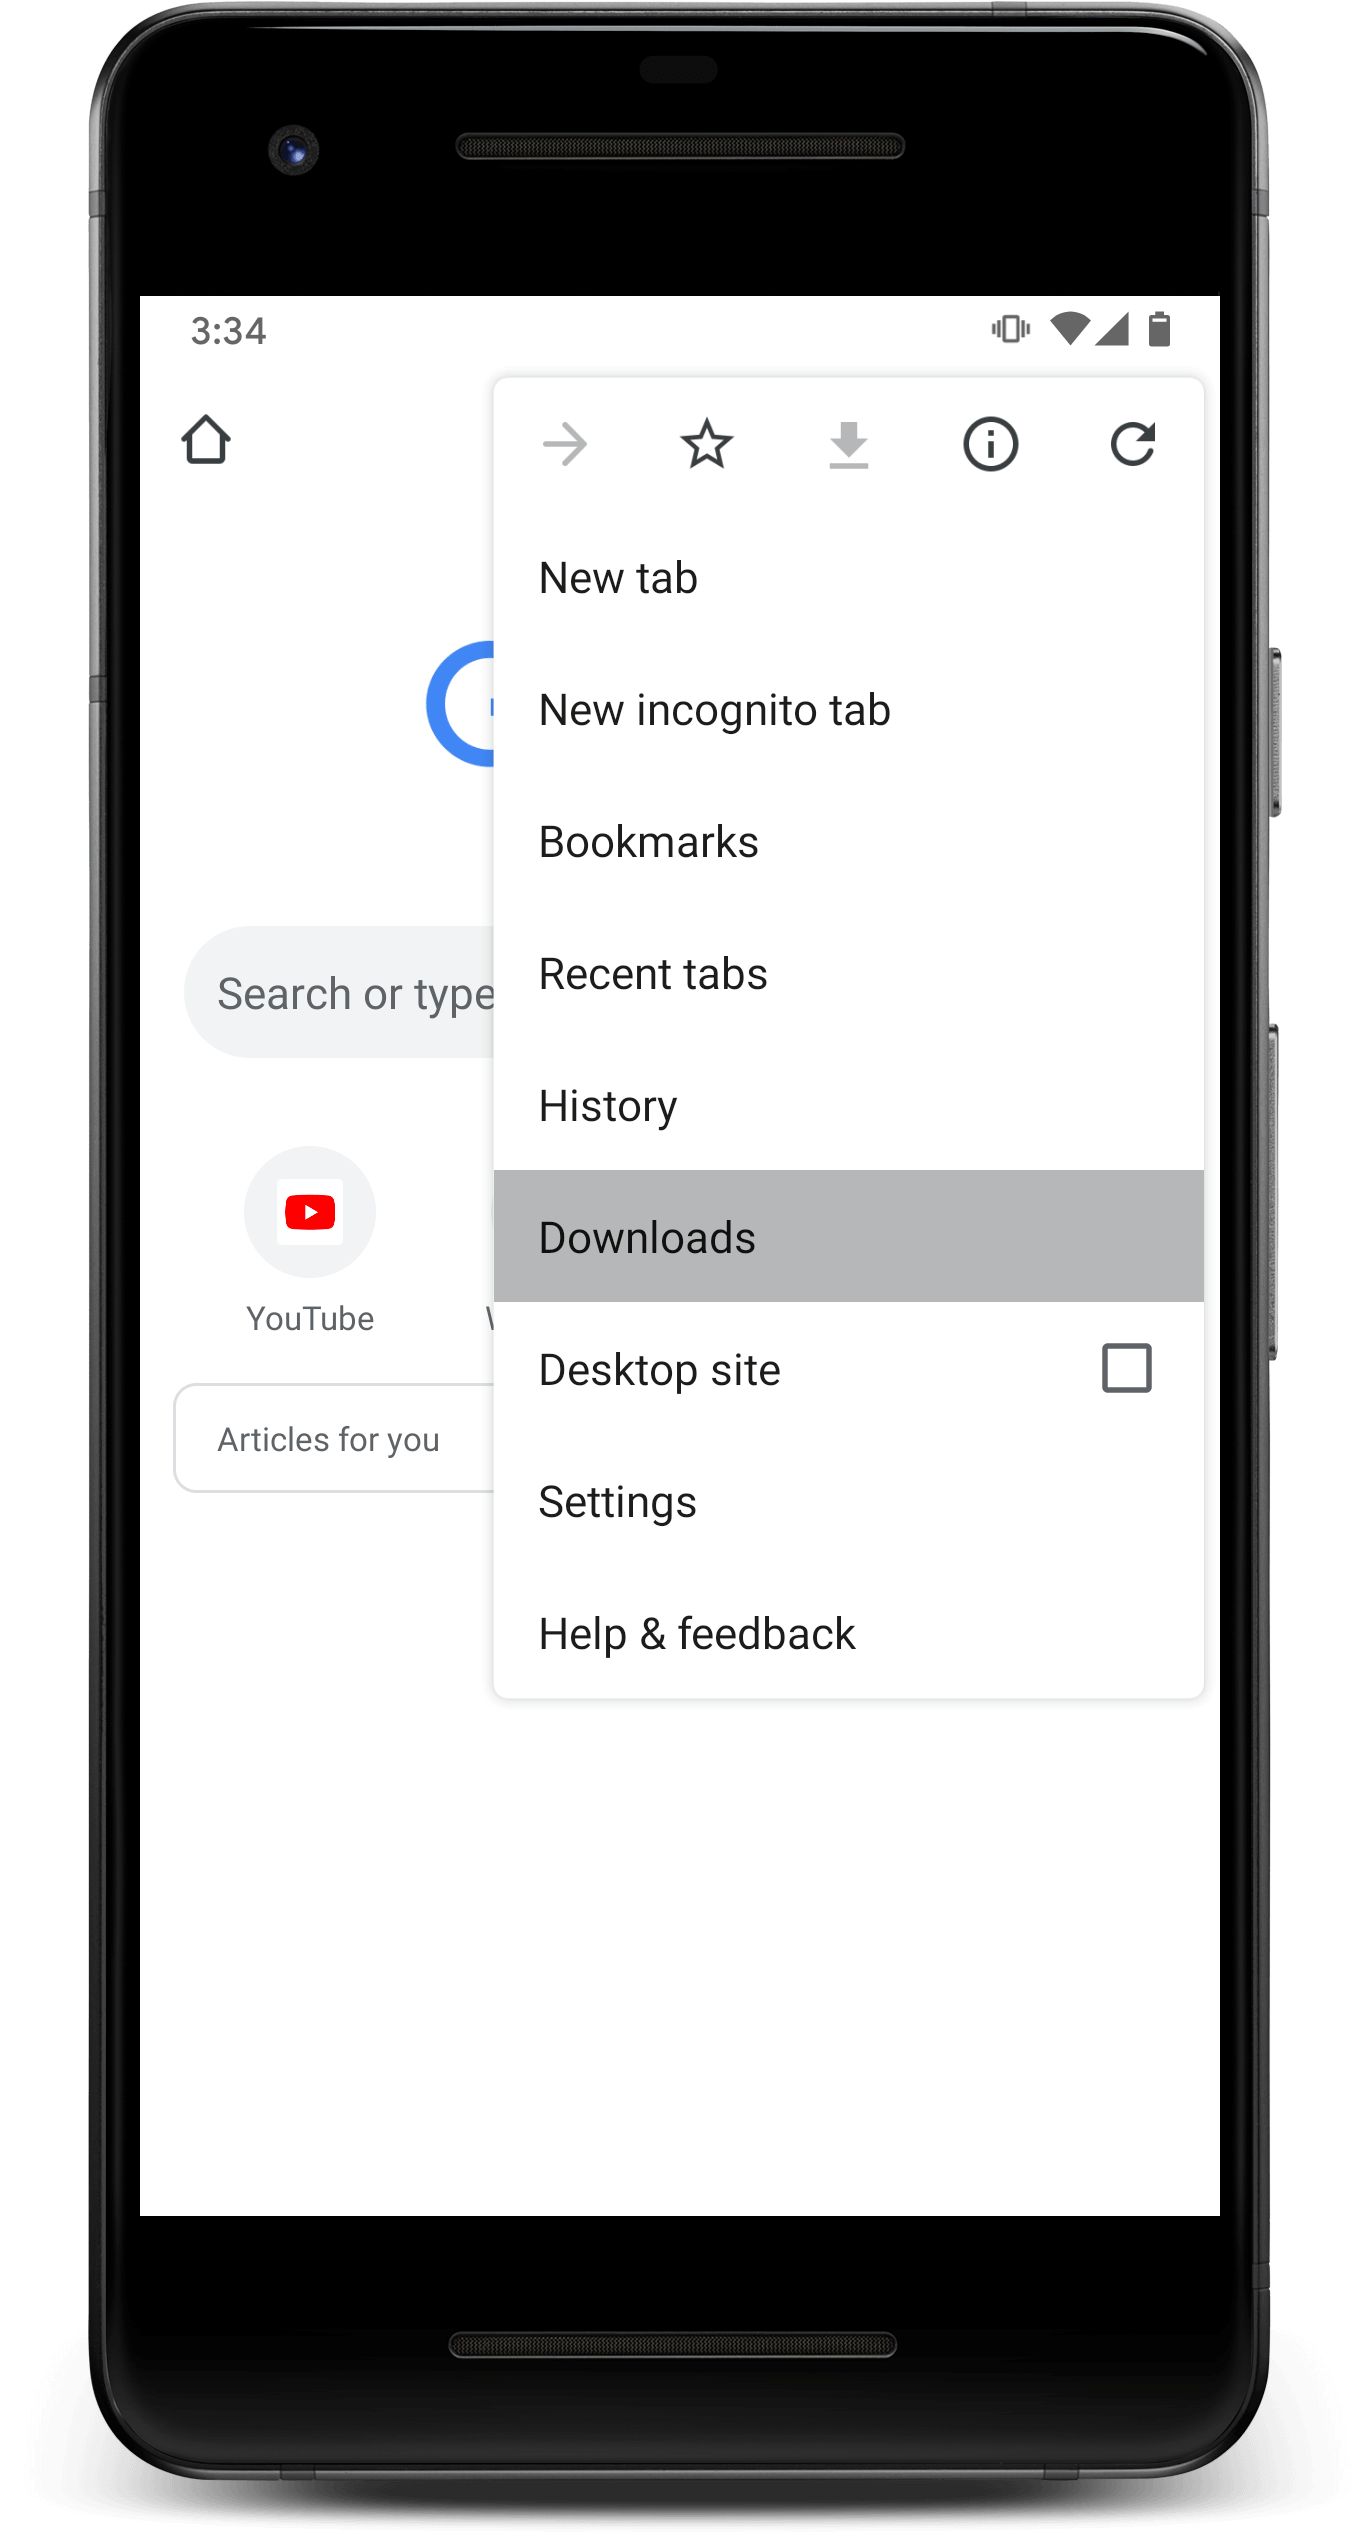 3:34
New tab
New incognito tab
Bookmarks
Recent tabs
Search or type
History
Downloads
YouTube
Desktop site
Articles for you
Settings
Help & feedback